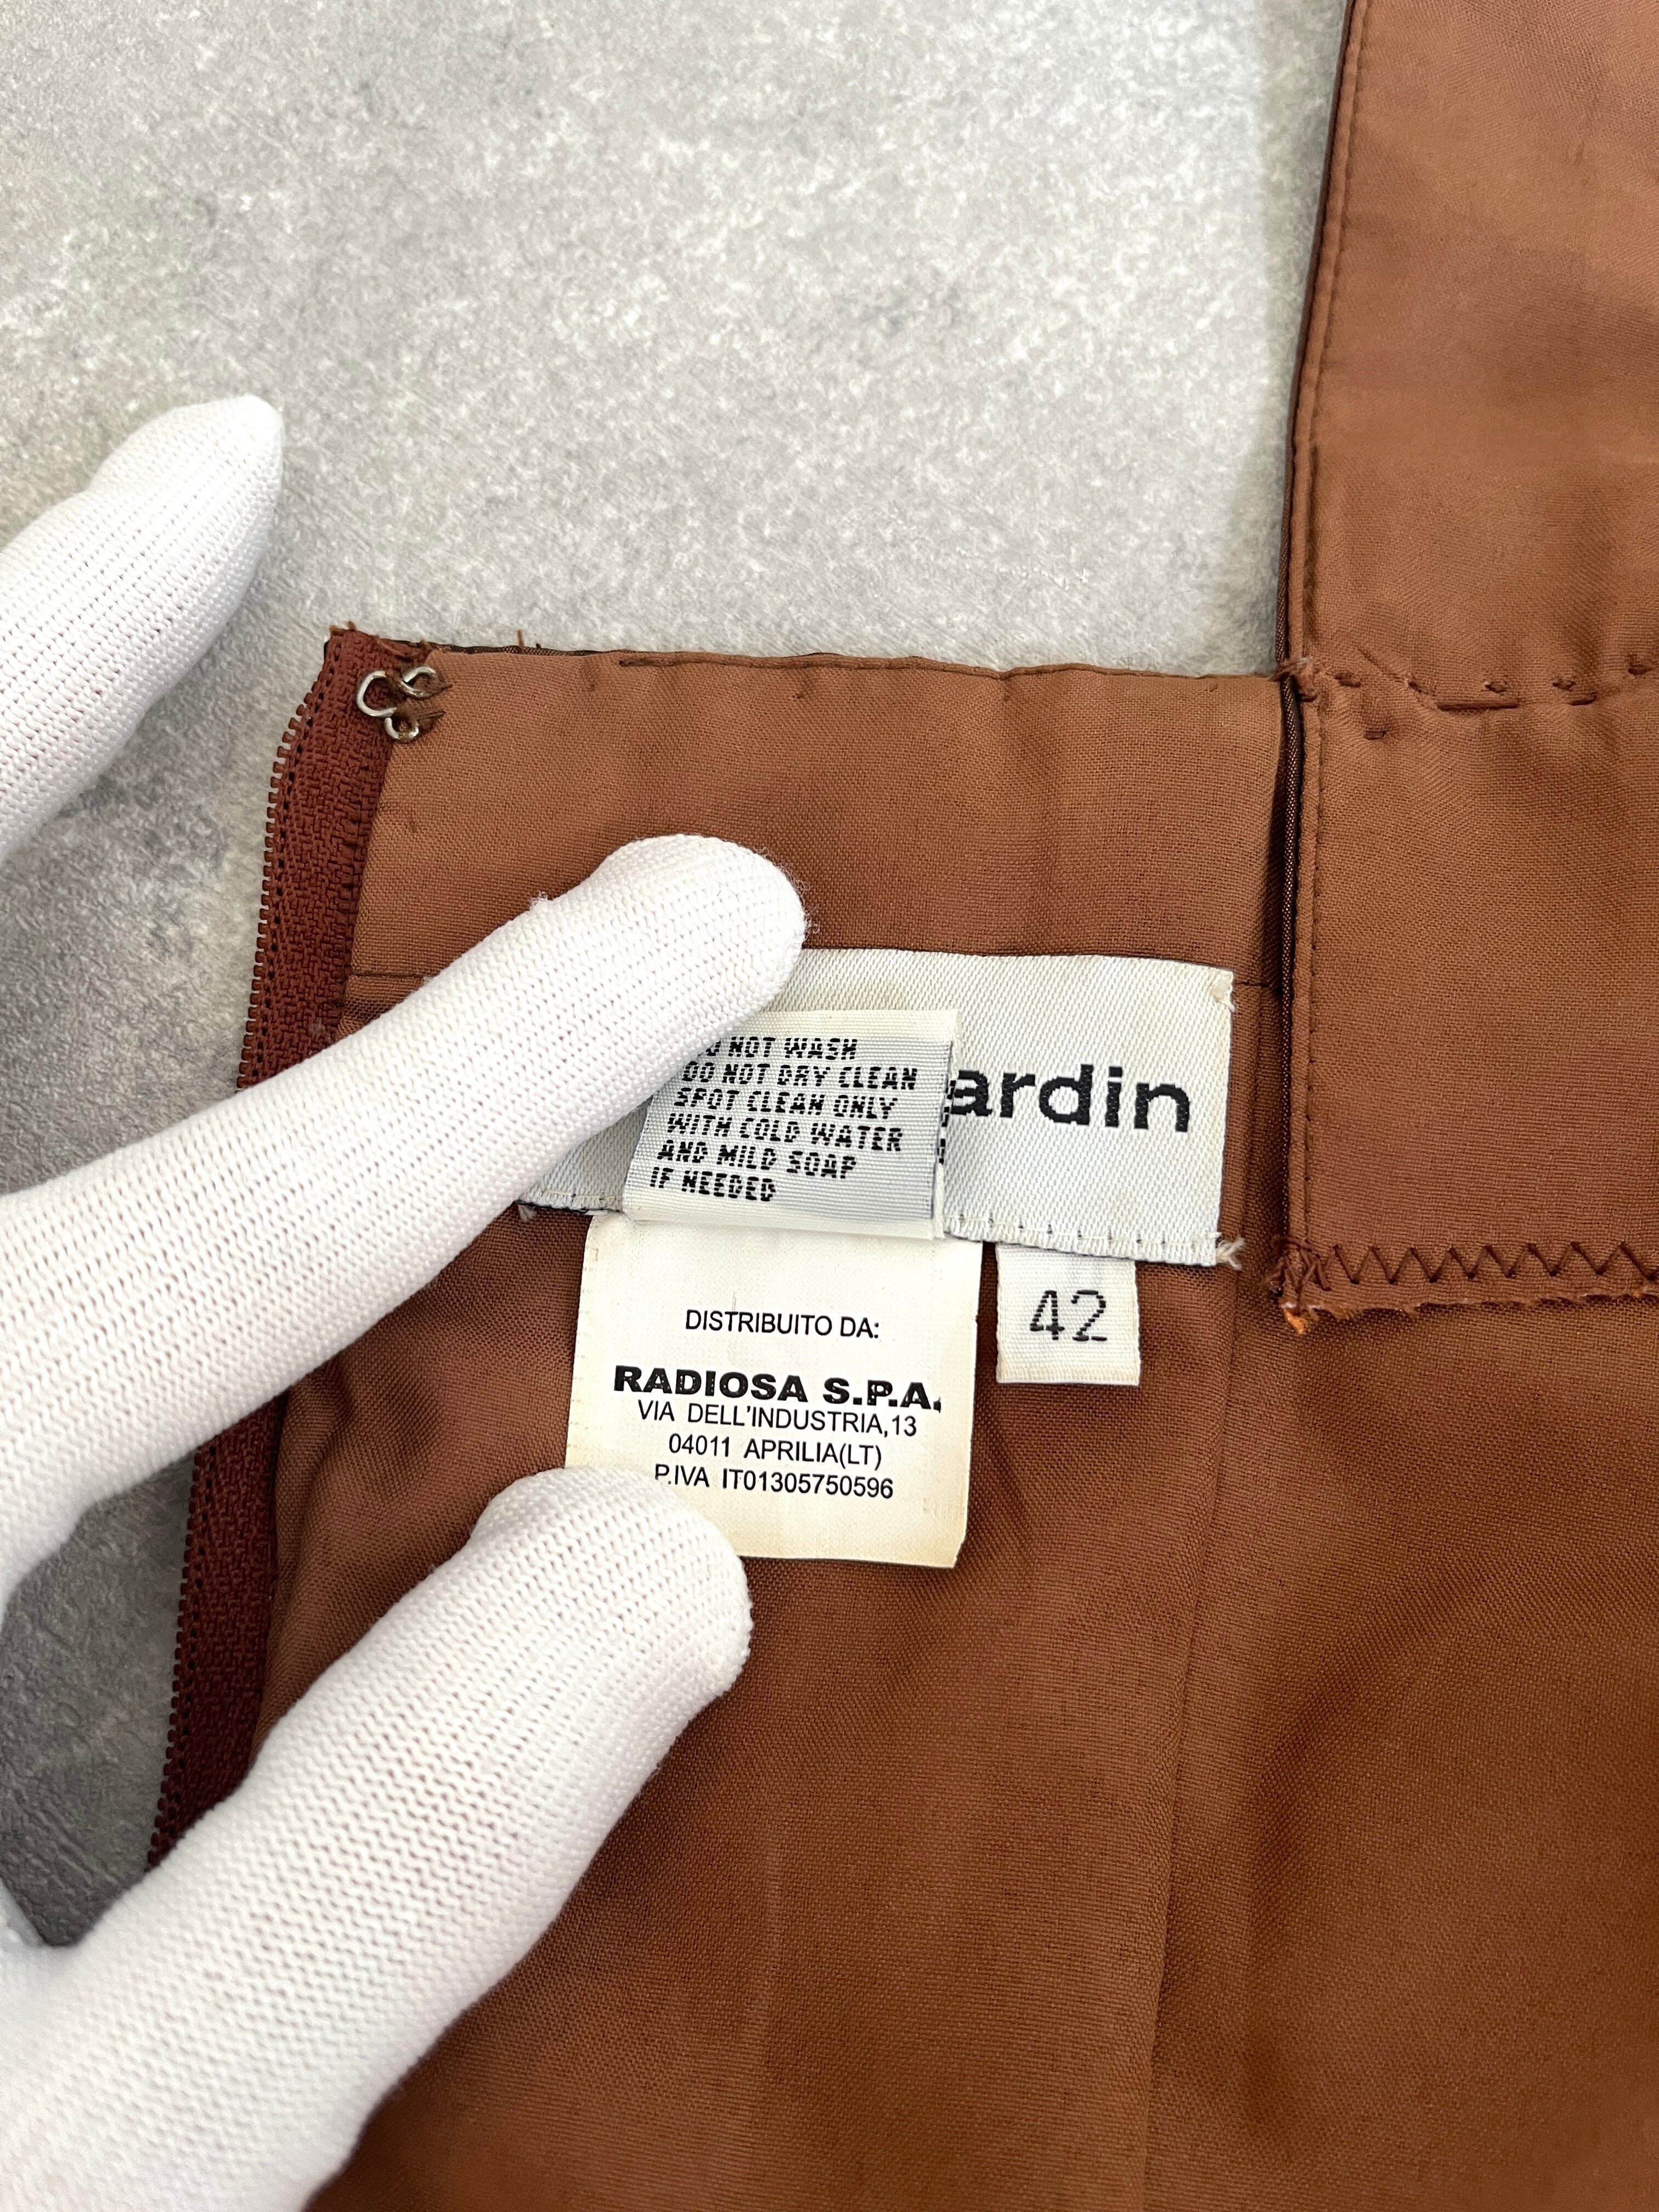 NOT WASH
DO NOT DRY CLEAN
SPOT CLEAN ONLY
WITH COLD WATER
AND MILD SOAP
IF NEEDED
ardin
42
DISTRIBUITO DA:
RADIOSA S.P.A.
VIA DELL'INDUSTRIA,13
04011 APRILIA(LT)
P.IVA IT01305750596